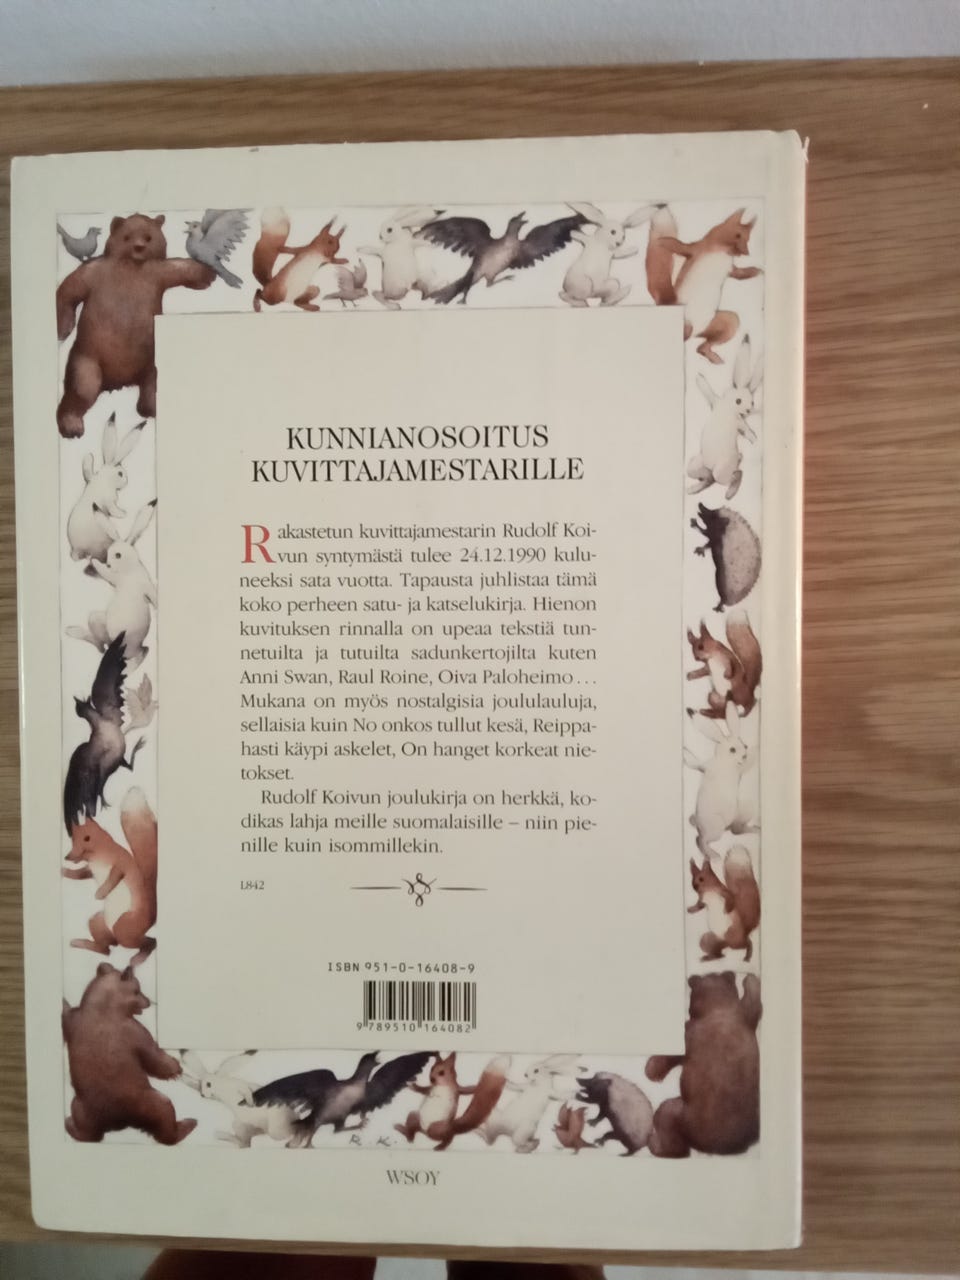 KUNNIANOSOITUS
KUVITTAJAMESTARILLE
Rakastetun kuvittajamestarin Rudolf Koi-
vun syntymästä tulee 24.12.1990 kulu-
neeksi sata vuotta. Tapausta juhlistaa tämä
koko perheen satu- ja katselukirja. Hienon
kuvituksen rinnalla on upeaa tekstiä tun-
netuilta ja tutuilta sadunkertojilta kuten
Anni Swan, Raul Roine, Oiva Paloheimo...
Mukana on myös nostalgisia joululauluja,
sellaisia kuin No onkos tullut kesä, Reippa-
hasti käypi askelet, On hanget korkeat nie-
tokset.
Rudolf Koivun joulukirja on herkkä, ko-
dikas lahja meille suomalaisille – niin pie-
nille kuin isommillekin.
L842
ISBN 951-0-16408-9
9 789510 164082
R. K.
WSOY